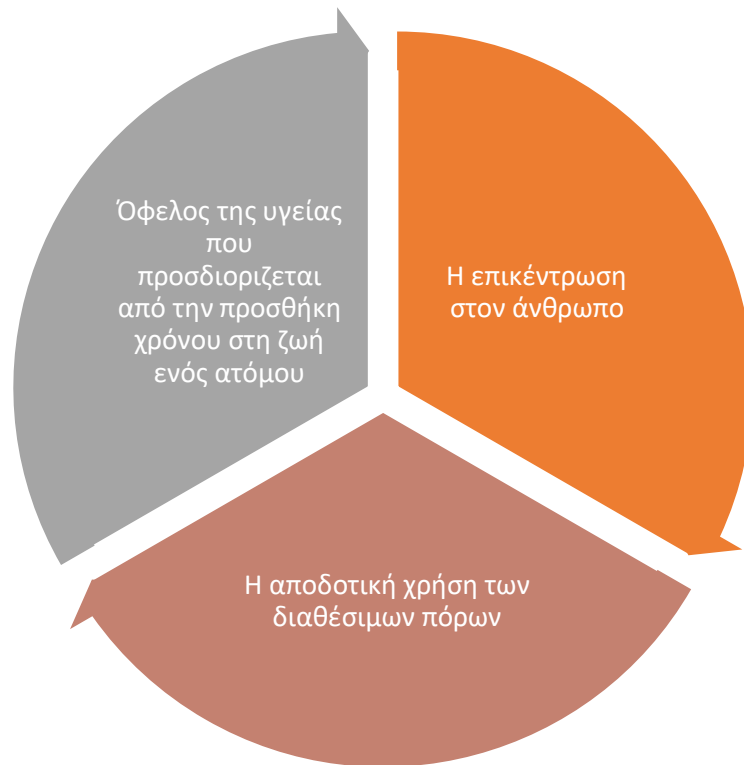 Όφελος της υγείας
που
προσδιοριζεται
από την προσθήκη
χρόνου στη ζωή
ενός ατόμου
Η επικέντρωση
στον άνθρωπο
Η αποδοτική χρήση των
διαθέσιμων πόρων